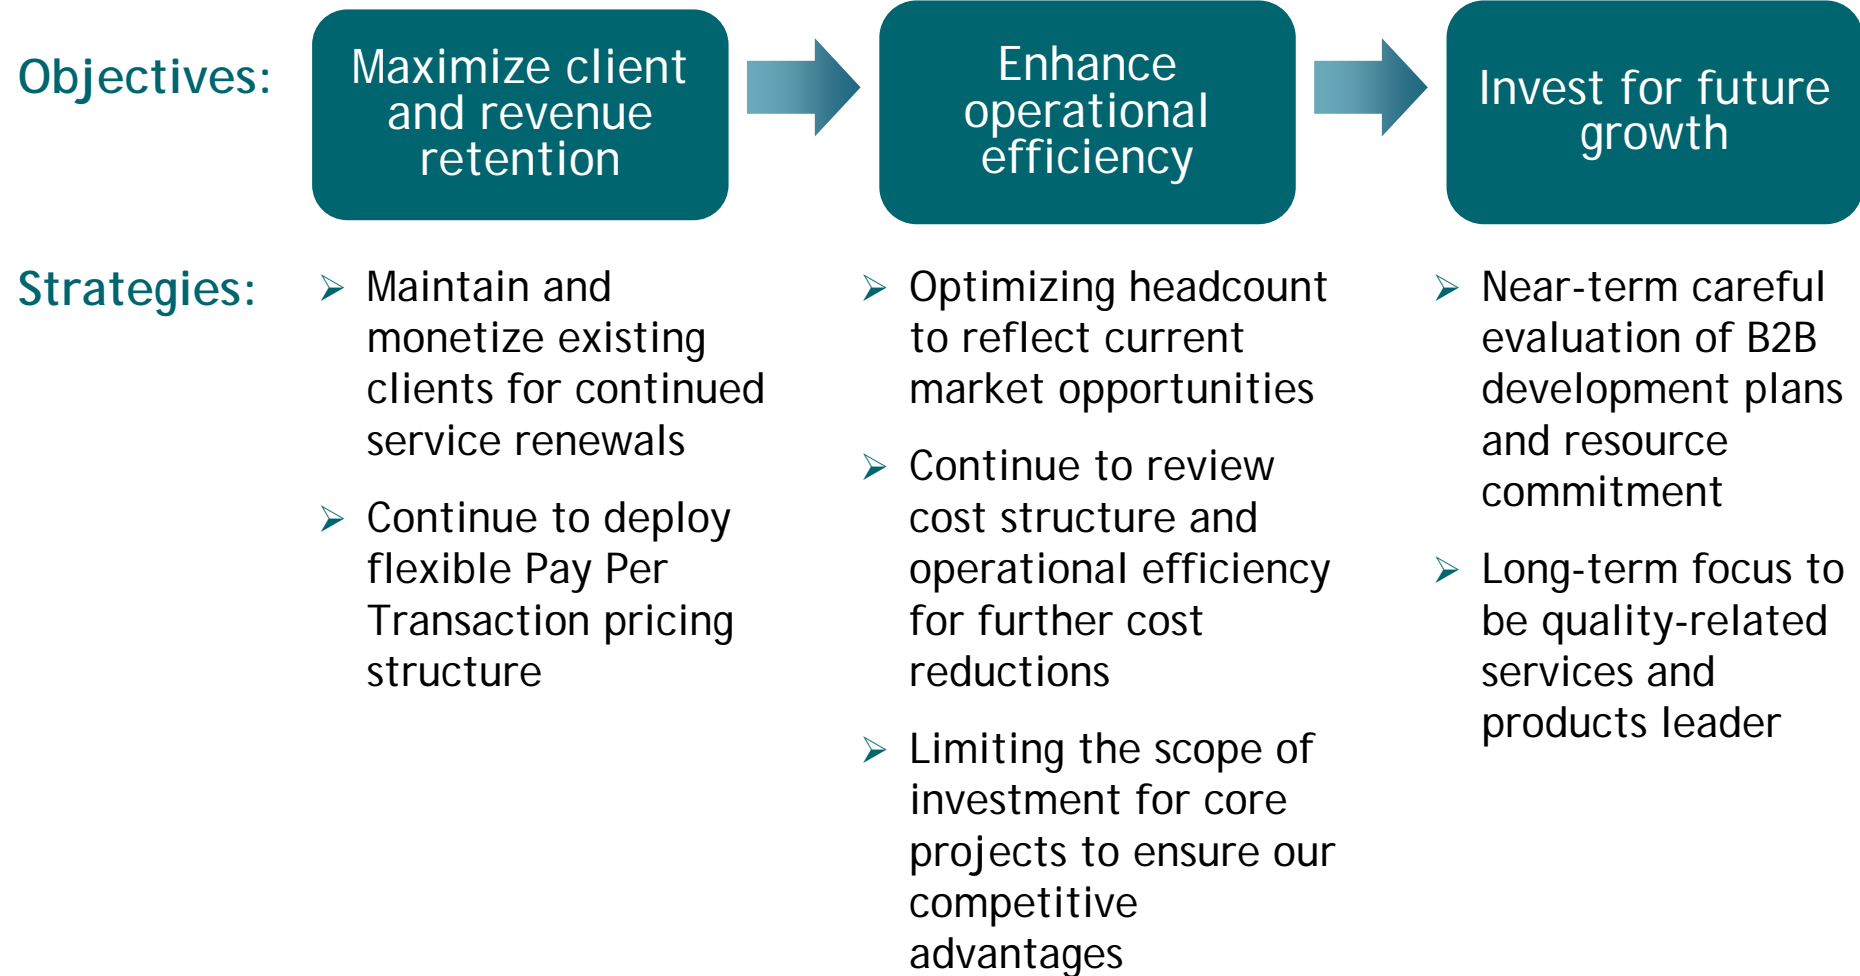 Objectives:
Maximize client
and revenue
retention
Enhance
operational
efficiency
Invest for future
growth
Strategies:
Maintain and
monetize existing
clients for continued
service renewals
Continue to deploy
flexible Pay Per
Transaction pricing
structure
Optimizing headcount
to reflect current
market opportunities
Continue to review
cost structure and
operational efficiency
for further cost
reductions
Limiting the scope of
investment for core
projects to ensure our
competitive
advantages
Near-term careful
evaluation of B2B
development plans
and resource
commitment
Long-term focus to
be quality-related
services and
products leader